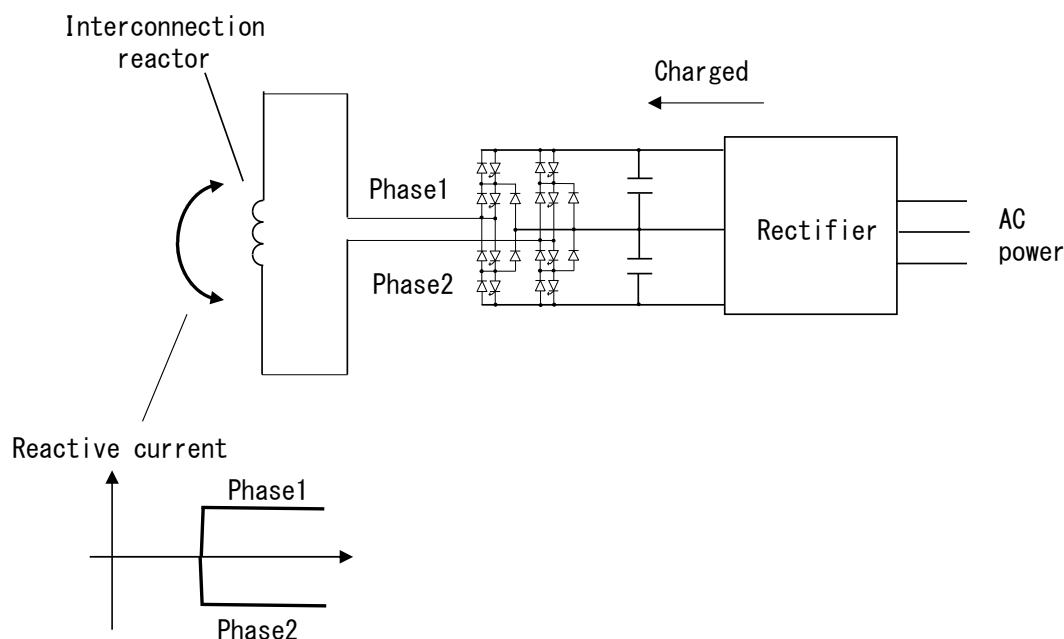 Interconnection
reactor
Charged
Phase1
Rectifier
AC
power
Phase2
Reactive current
Phase1
Phase2